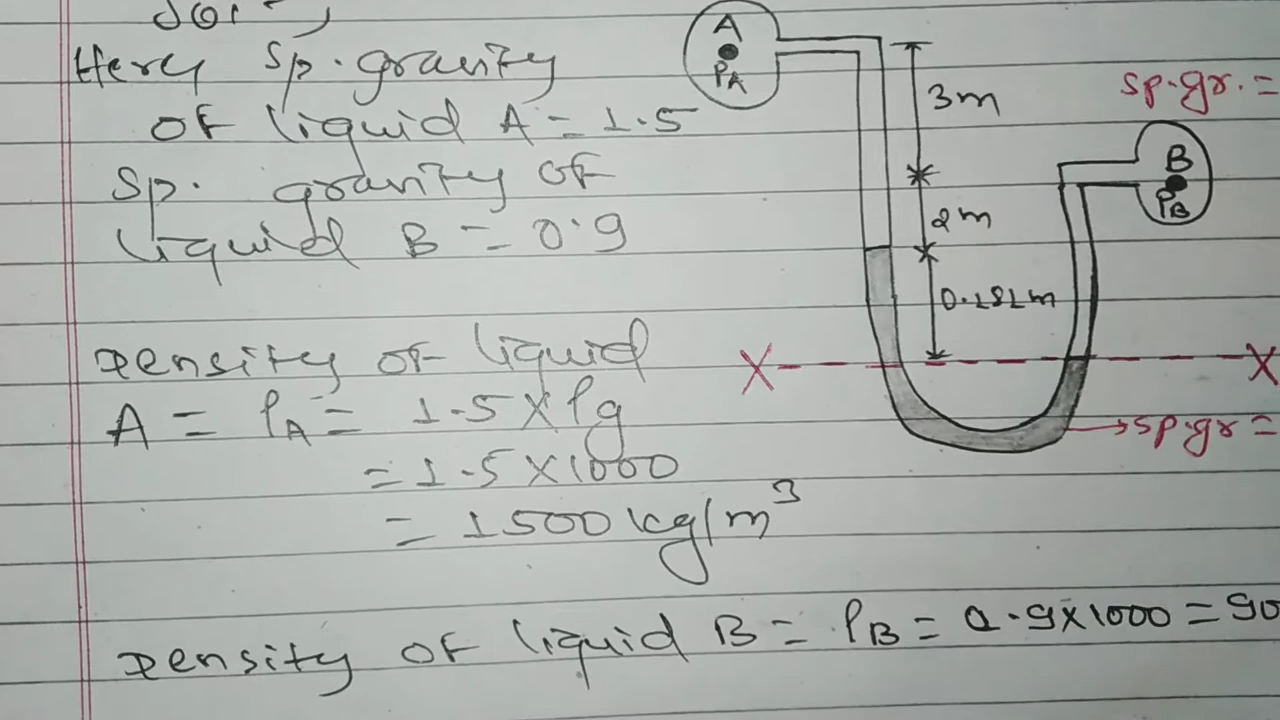 Sol,
Here Sp. gravity
of liquid A = 1.5
Sp. gravity of
liquid B = 0.9
Density of liquid
A = ρA = 1.5 × ρg
= 1.5 × 1000
= 1500 kg/m³
Density of liquid B = ρB = 0.9 × 1000 = 90
A
PA
3m
sp.gr. =
B
PB
2m
0.181m
X
X
sp.gr =